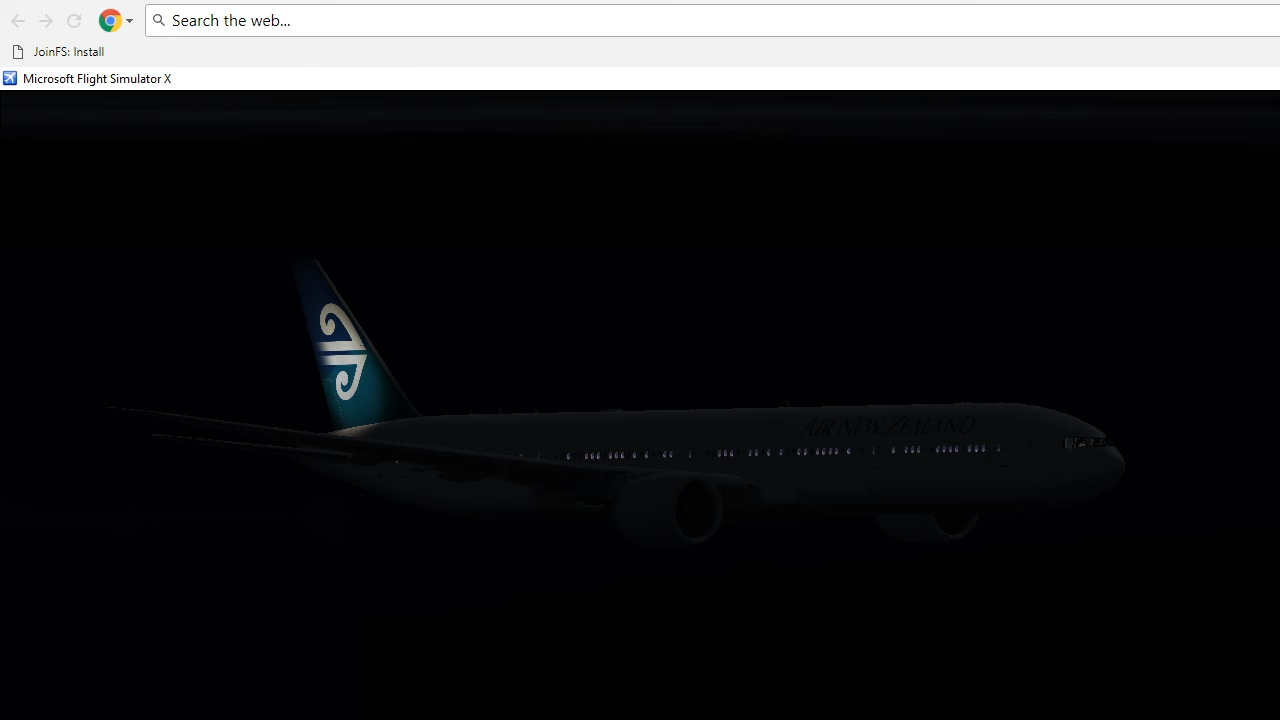 Search the web...
JoinFS: Install
Microsoft Flight Simulator X
AIR NEW ZEALAND